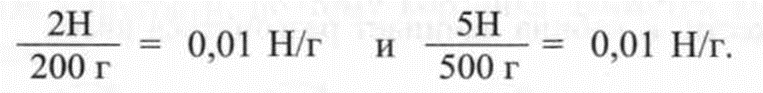 2Н/200 г = 0,01 Н/г и 5Н/500 г = 0,01 Н/г.